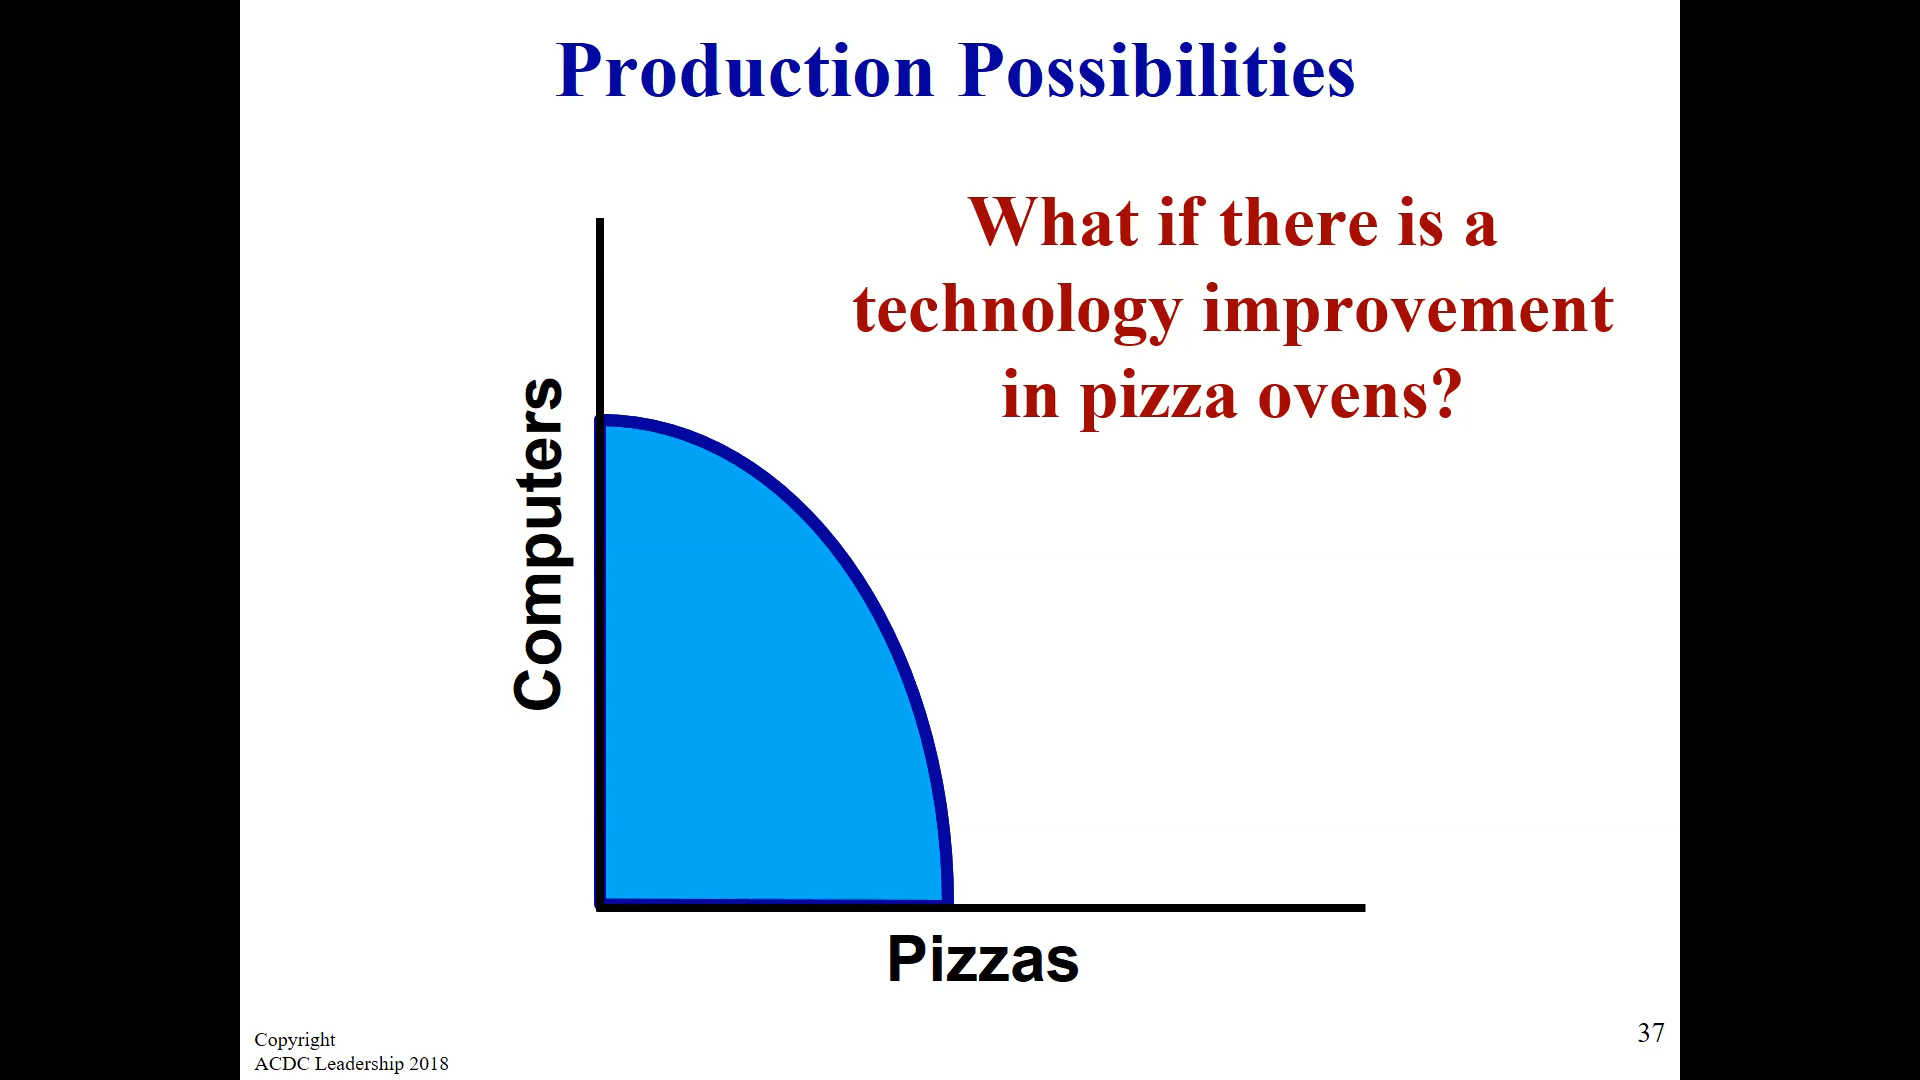 Production Possibilities
What if there is a
technology improvement
in pizza ovens?
Computers
Pizzas
Copyright
ACDC Leadership 2018
37